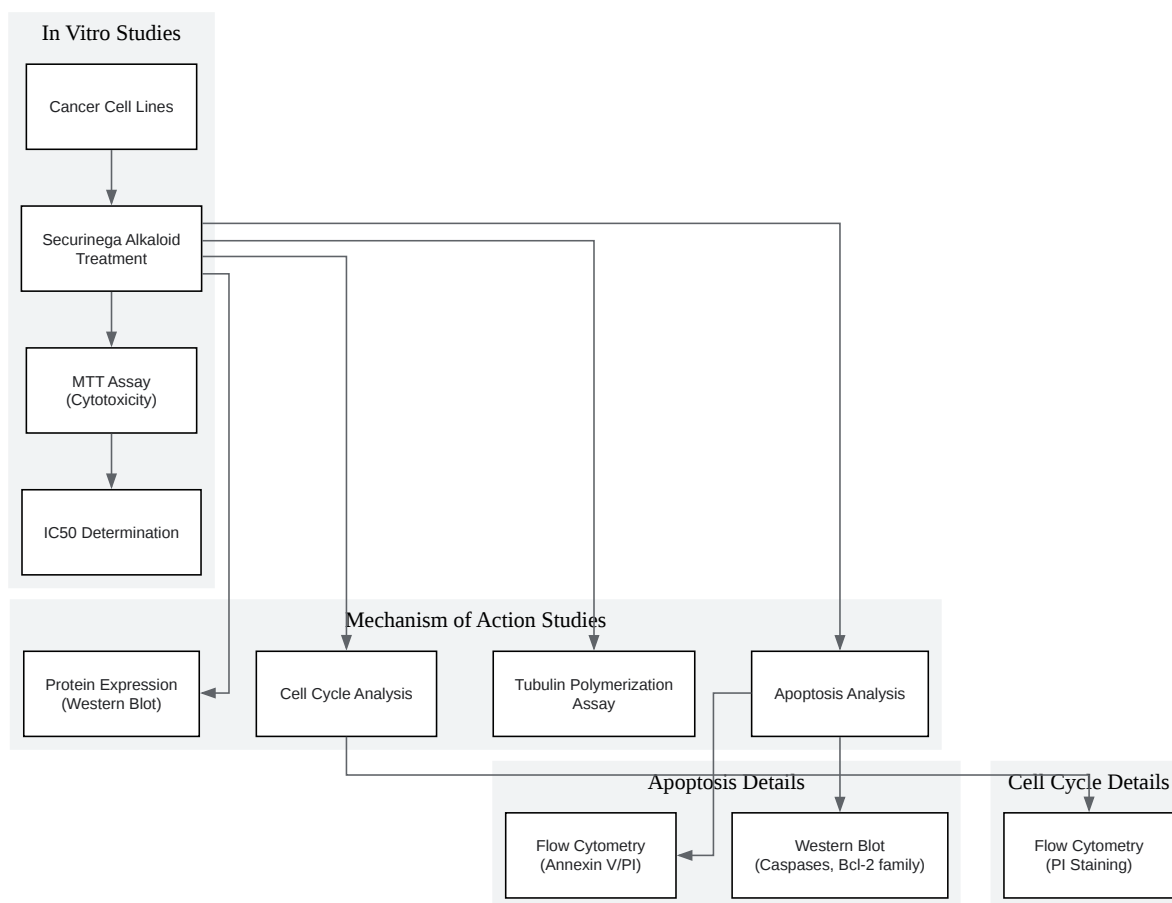 In Vitro Studies
Cancer Cell Lines
Securinega Alkaloid
Treatment
MTT Assay
(Cytotoxicity)
IC50 Determination
Mechanism of Action Studies
Protein Expression
(Western Blot)
Cell Cycle Analysis
Tubulin Polymerization
Assay
Apoptosis Analysis
Apoptosis Details
Flow Cytometry
(Annexin V/PI)
Western Blot
(Caspases, Bcl-2 family)
Cell Cycle Details
Flow Cytometry
(PI Staining)